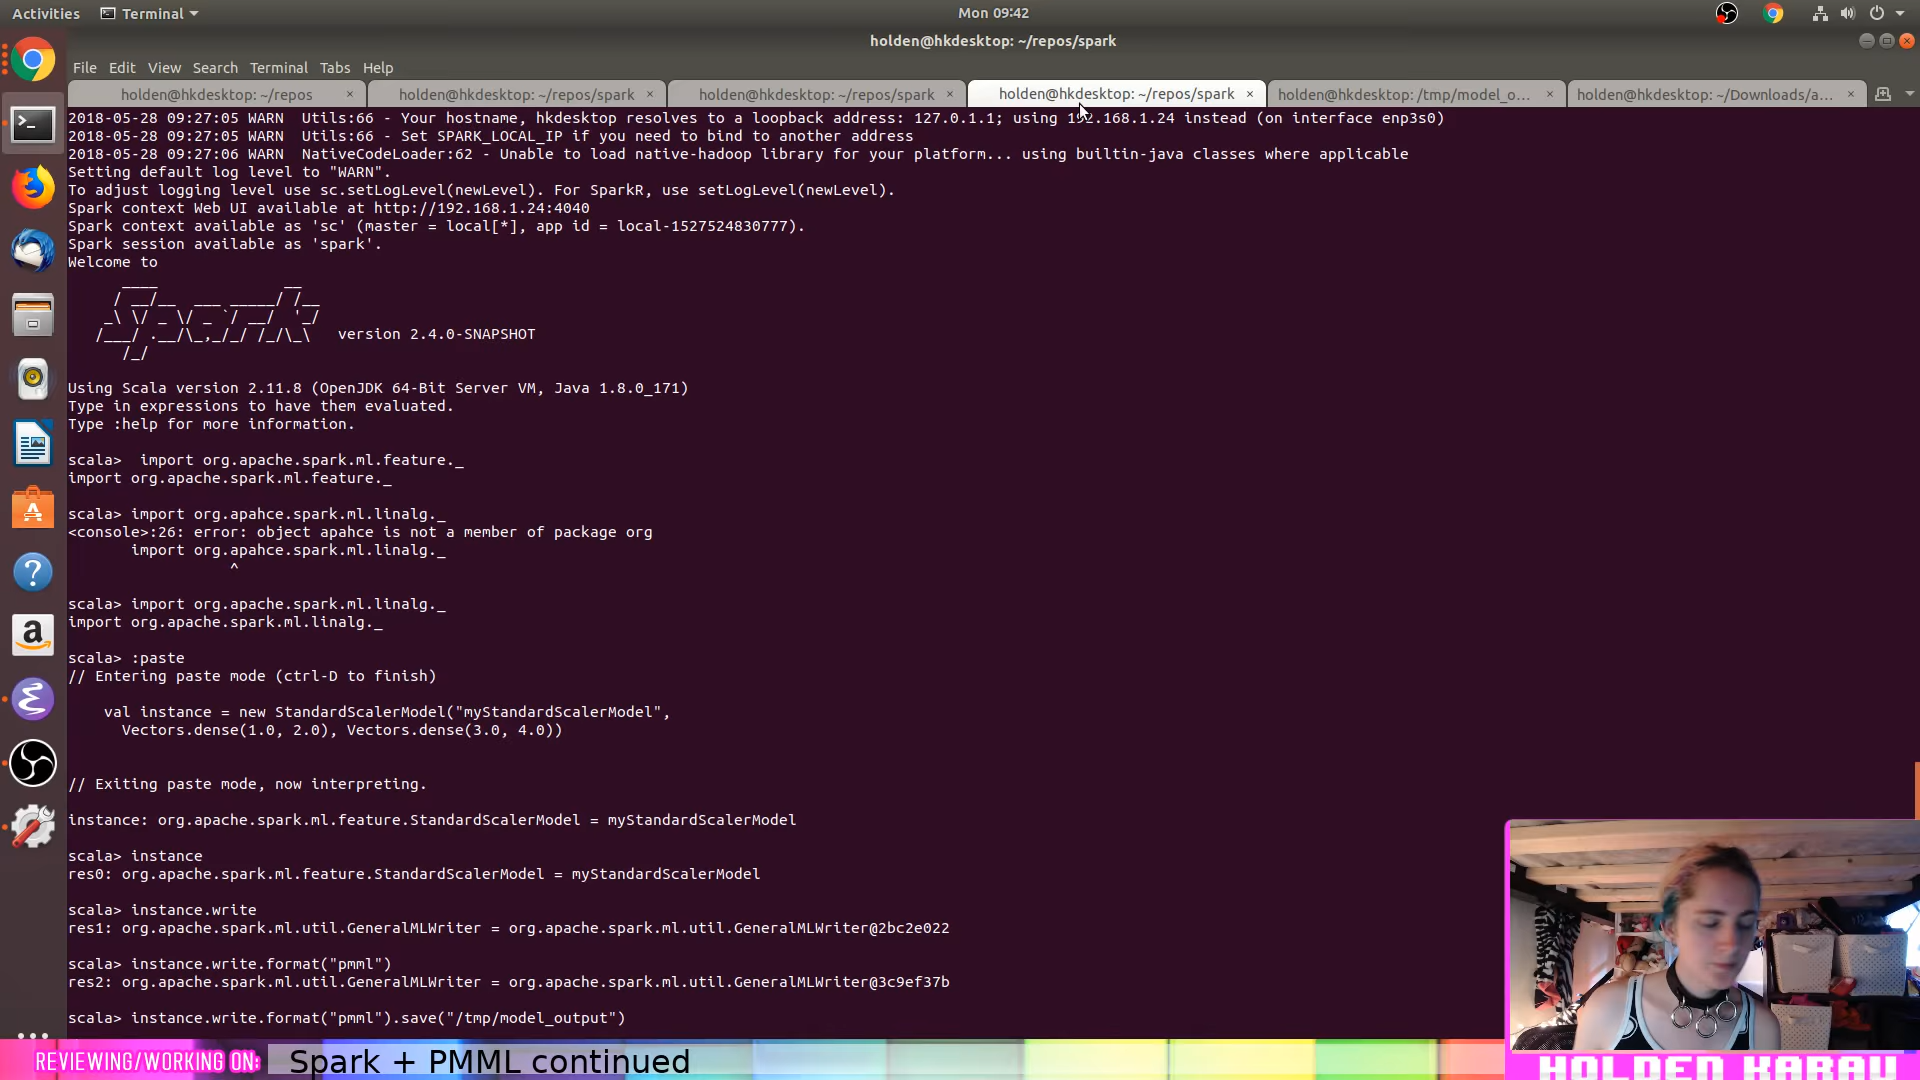 Activities Terminal Mon 09:42
holden@hkdesktop: ~/repos/spark
File Edit View Search Terminal Tabs Help
holden@hkdesktop: ~/repos × holden@hkdesktop: ~/repos/spark × holden@hkdesktop: ~/repos/spark × holden@hkdesktop: ~/repos/spark × holden@hkdesktop: /tmp/model_o... × holden@hkdesktop: ~/Downloads/a... ×
2018-05-28 09:27:05 WARN  Utils:66 - Your hostname, hkdesktop resolves to a loopback address: 127.0.1.1; using 192.168.1.24 instead (on interface enp3s0)
2018-05-28 09:27:05 WARN  Utils:66 - Set SPARK_LOCAL_IP if you need to bind to another address
2018-05-28 09:27:06 WARN  NativeCodeLoader:62 - Unable to load native-hadoop library for your platform... using builtin-java classes where applicable
Setting default log level to "WARN".
To adjust logging level use sc.setLogLevel(newLevel). For SparkR, use setLogLevel(newLevel).
Spark context Web UI available at http://192.168.1.24:4040
Spark context available as 'sc' (master = local[*], app id = local-1527524830777).
Spark session available as 'spark'.
Welcome to
      ____              __
     / __/__  ___ _____/ /__
    _\ \/ _ \/ _ `/ __/  '_/
   /___/ .__/\_,_/_/ /_/\_\   version 2.4.0-SNAPSHOT
      /_/
Using Scala version 2.11.8 (OpenJDK 64-Bit Server VM, Java 1.8.0_171)
Type in expressions to have them evaluated.
Type :help for more information.
scala>  import org.apache.spark.ml.feature._
import org.apache.spark.ml.feature._
scala> import org.apahce.spark.ml.linalg._
<console>:26: error: object apahce is not a member of package org
       import org.apahce.spark.ml.linalg._
                  ^
scala> import org.apache.spark.ml.linalg._
import org.apache.spark.ml.linalg._
scala> :paste
// Entering paste mode (ctrl-D to finish)
    val instance = new StandardScalerModel("myStandardScalerModel",
      Vectors.dense(1.0, 2.0), Vectors.dense(3.0, 4.0))
// Exiting paste mode, now interpreting.
instance: org.apache.spark.ml.feature.StandardScalerModel = myStandardScalerModel
scala> instance
res0: org.apache.spark.ml.feature.StandardScalerModel = myStandardScalerModel
scala> instance.write
res1: org.apache.spark.ml.util.GeneralMLWriter = org.apache.spark.ml.util.GeneralMLWriter@2bc2e022
scala> instance.write.format("pmml")
res2: org.apache.spark.ml.util.GeneralMLWriter = org.apache.spark.ml.util.GeneralMLWriter@3c9ef37b
scala> instance.write.format("pmml").save("/tmp/model_output")
REVIEWING/WORKING ON: Spark + PMML continued
HOLDEN KARAU